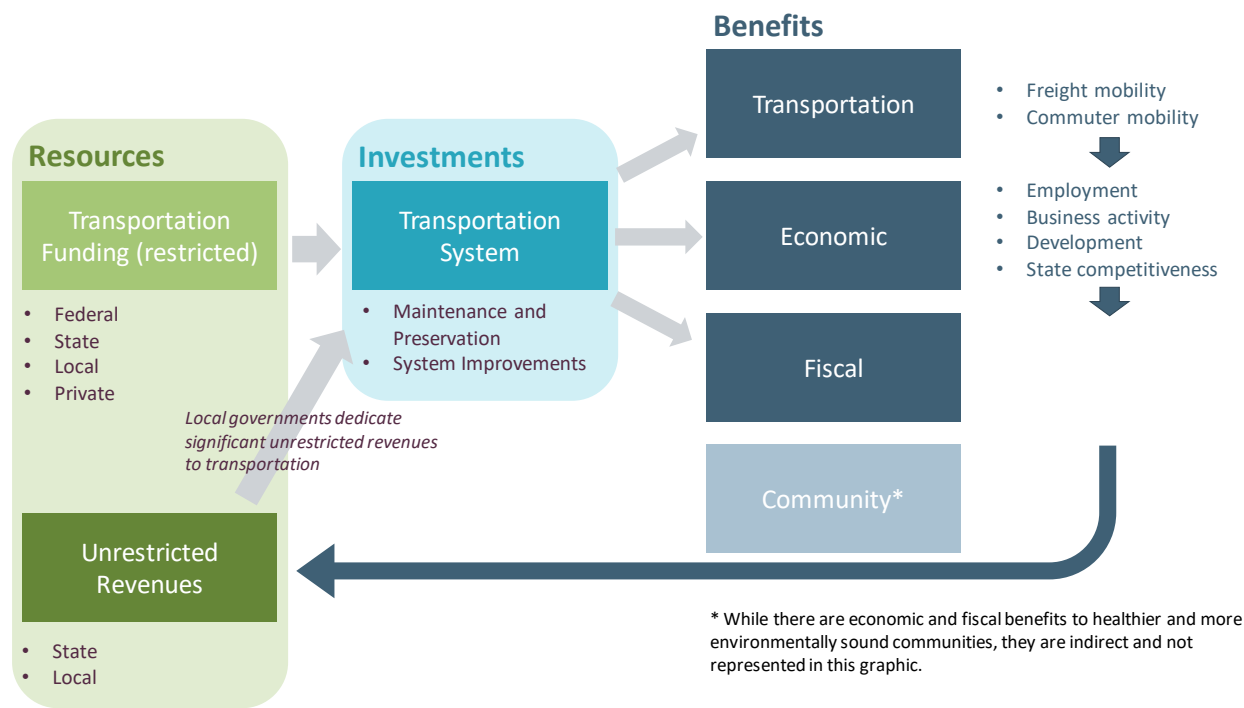 Resources
Transportation
Funding (restricted)
• Federal
• State
• Local
• Private
Local governments dedicate
significant unrestricted revenues
to transportation
Unrestricted
Revenues
• State
• Local
Investments
Transportation
System
• Maintenance and
Preservation
• System Improvements
Benefits
Transportation
• Freight mobility
• Commuter mobility
Economic
• Employment
• Business activity
• Development
• State competitiveness
Fiscal
Community*
* While there are economic and fiscal benefits to healthier and more
environmentally sound communities, they are indirect and not
represented in this graphic.